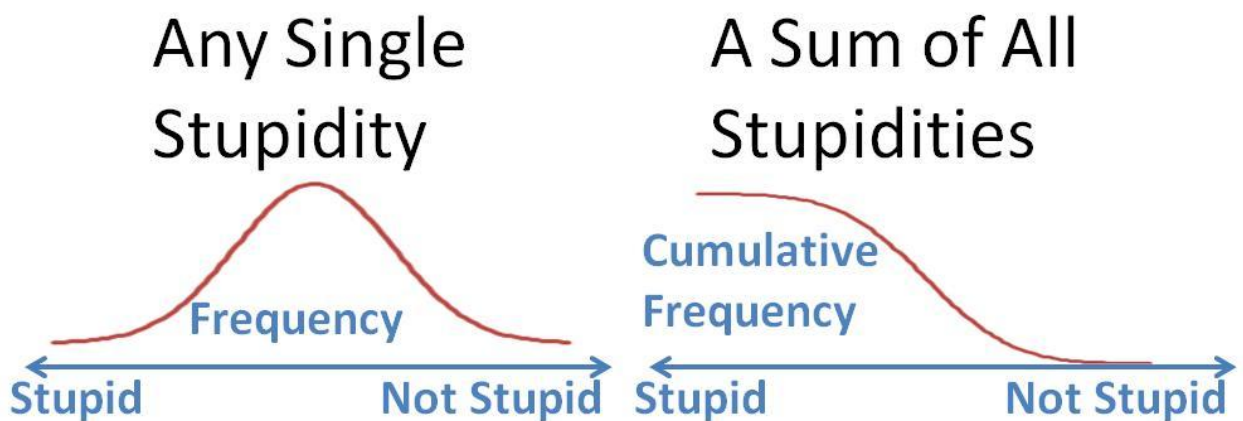 Any Single
Stupidity
Frequency
Stupid
Not Stupid
A Sum of All
Stupidities
Cumulative
Frequency
Stupid
Not Stupid